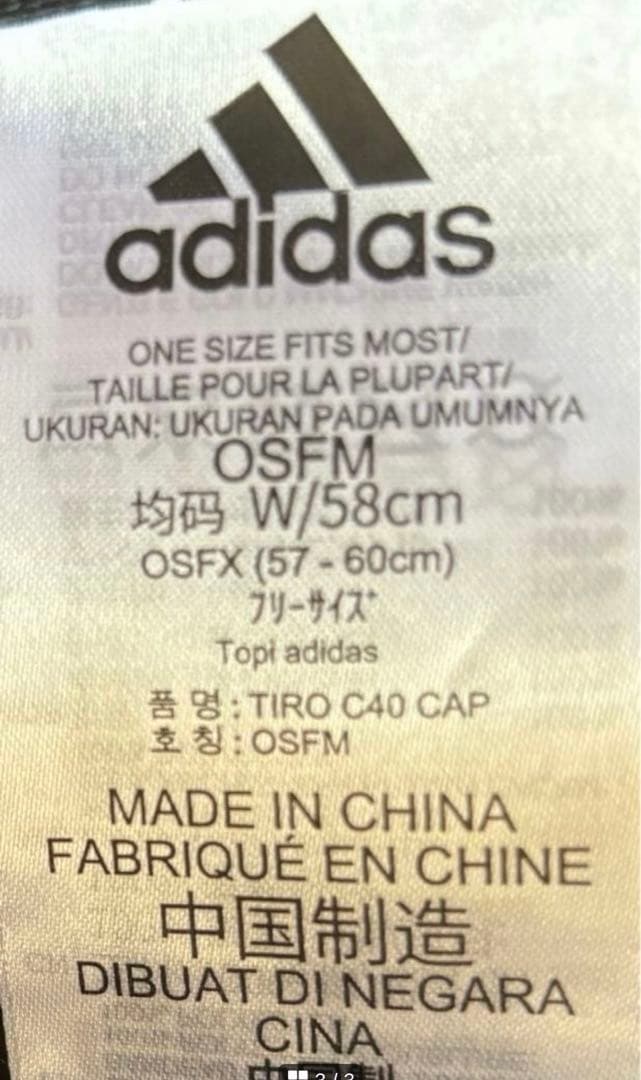 adidas
ONE SIZE FITS MOST/
TAILLE POUR LA PLUPART/
UKURAN: UKURAN PADA UMUMNYA
OSFM
均码 W/58cm
OSFX (57 - 60cm)
フリーサイズ
Topi adidas
품 명 : TIRO C40 CAP
호 칭 : OSFM
MADE IN CHINA
FABRIQUÉ EN CHINE
中国制造
DIBUAT DI NEGARA
CINA